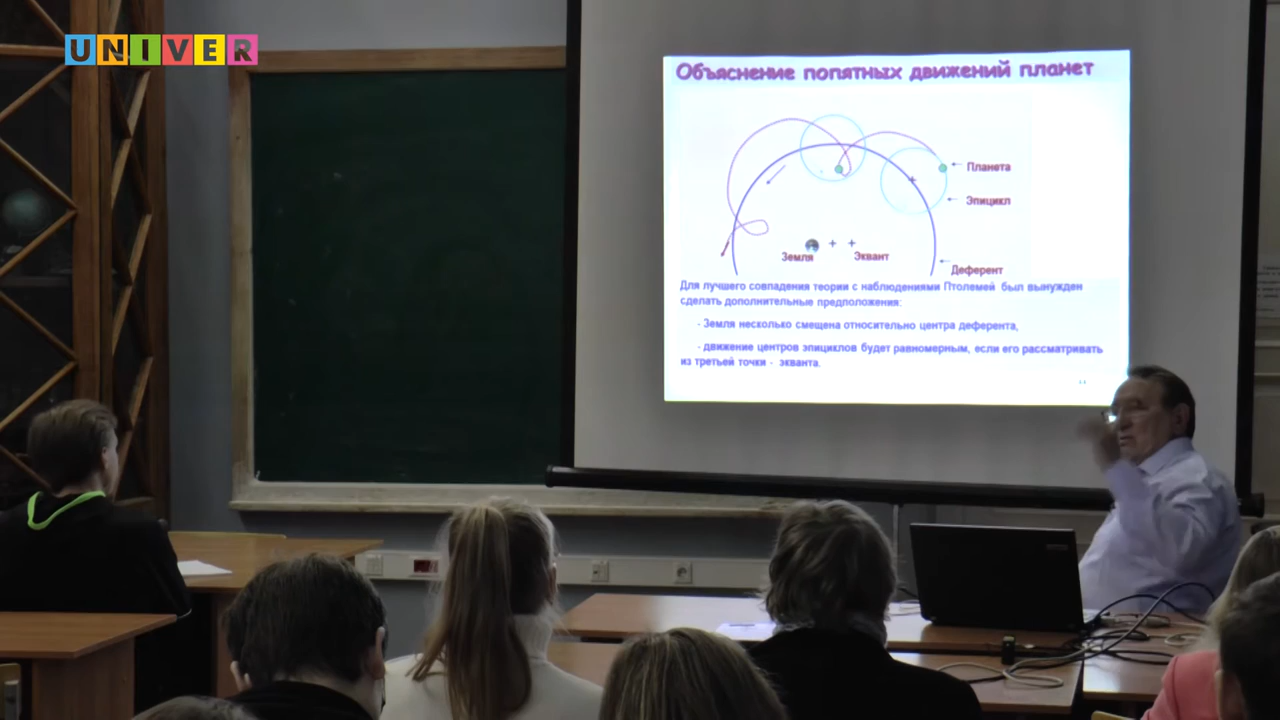 UNIVER
Объяснение попятных движений планет
Планета
Эпицикл
Земля
Эквант
Деферент
Для лучшего совпадения теории с наблюдениями Птолемей был вынужден
сделать дополнительные предположения:
- Земля несколько смещена относительно центра деферента,
- движение центров эпициклов будет равномерным, если его рассматривать
из третьей точки - экванта.